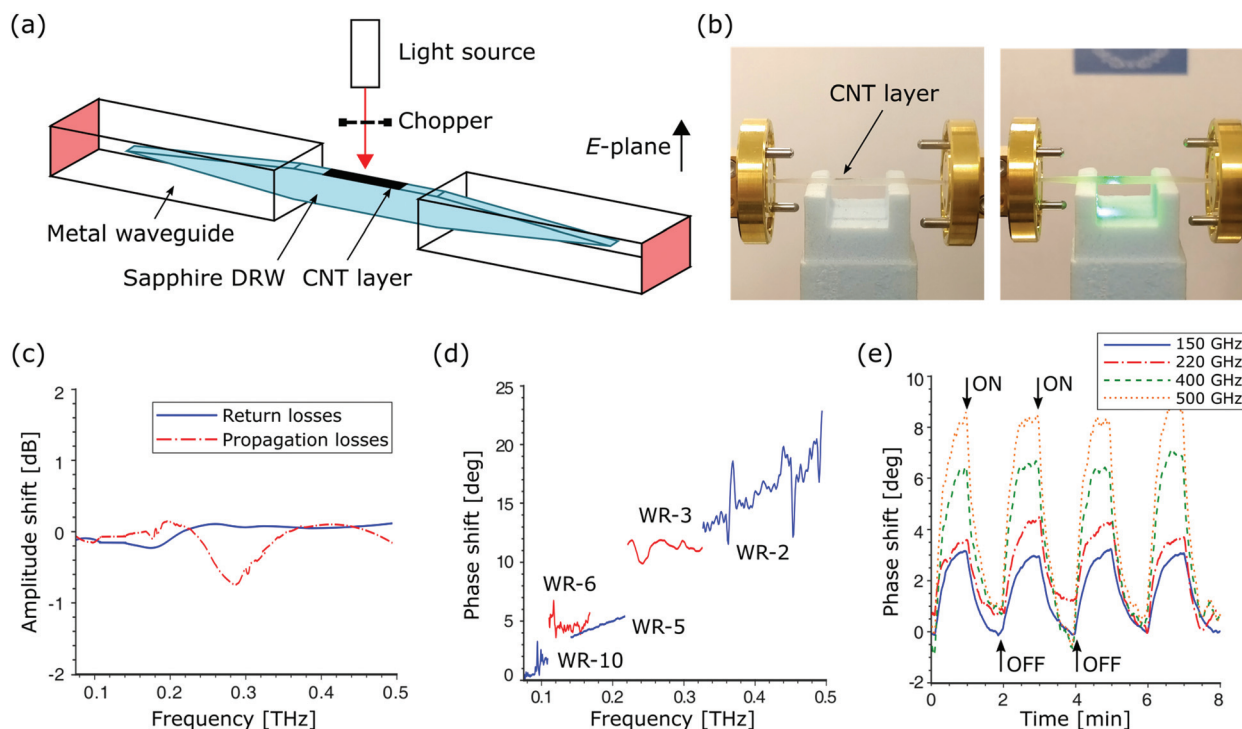 (a)
Light source
Chopper
E-plane
Metal waveguide
Sapphire DRW
CNT layer
(b)
CNT layer
(c)
Amplitude shift [dB]
2
1
0
-1
-2
Return losses
Propagation losses
0.1 0.2 0.3 0.4 0.5
Frequency [THz]
(d)
Phase shift [deg]
25
20
15
10
5
0
WR-3
WR-2
WR-6
WR-5
WR-10
0.1 0.2 0.3 0.4 0.5
Frequency [THz]
(e)
150 GHz
220 GHz
400 GHz
500 GHz
Phase shift [deg]
10
8
6
4
2
0
-2
ON
ON
OFF
OFF
0 2 4 6 8
Time [min]